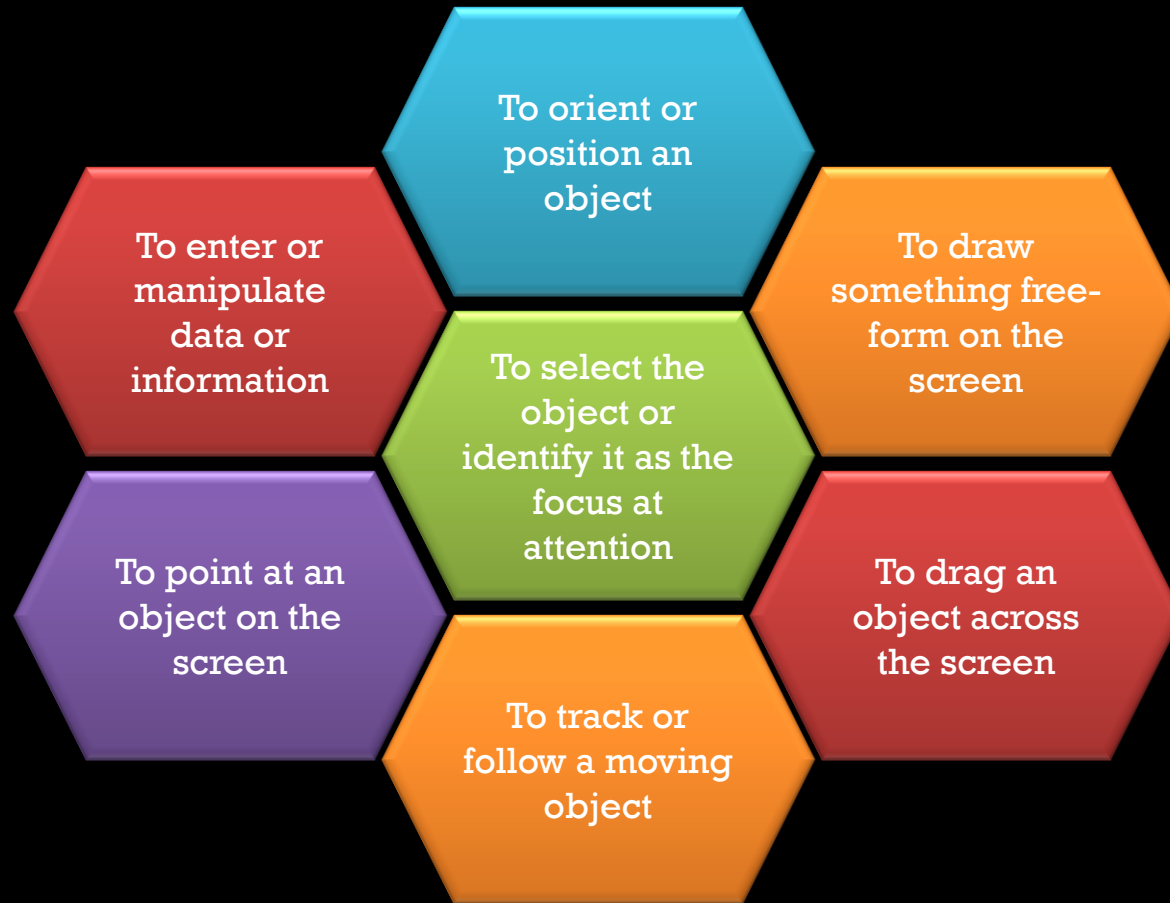 To orient or
position an
object
To enter or
manipulate
data or
information
To draw
something free-
form on the
screen
To select the
object or
identify it as the
focus at
attention
To point at an
object on the
screen
To drag an
object across
the screen
To track or
follow a moving
object